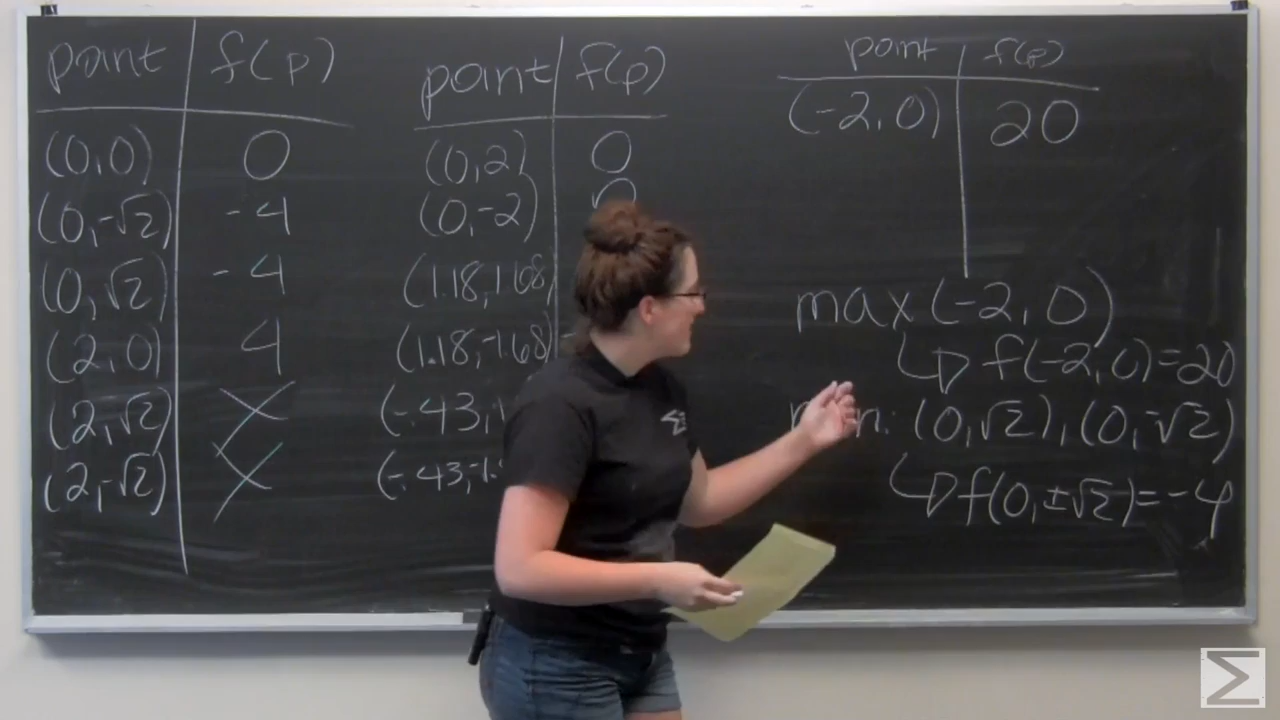 point f(p)
(0,0) 0
(0,-√2) -4
(0,√2) -4
(2,0) 4
(2,√2) X
(2,-√2) X
point f(p)
(0,2) 0
(0,-2) 0
(1.18,1.68)
(1.18,-1.68)
(-.43,
(-.43,-1.
point f(p)
(-2,0) 20
max (-2,0)
↳ f(-2,0)=20
(0,√2), (0,-√2)
↳ f(0,±√2)=-4
Σ